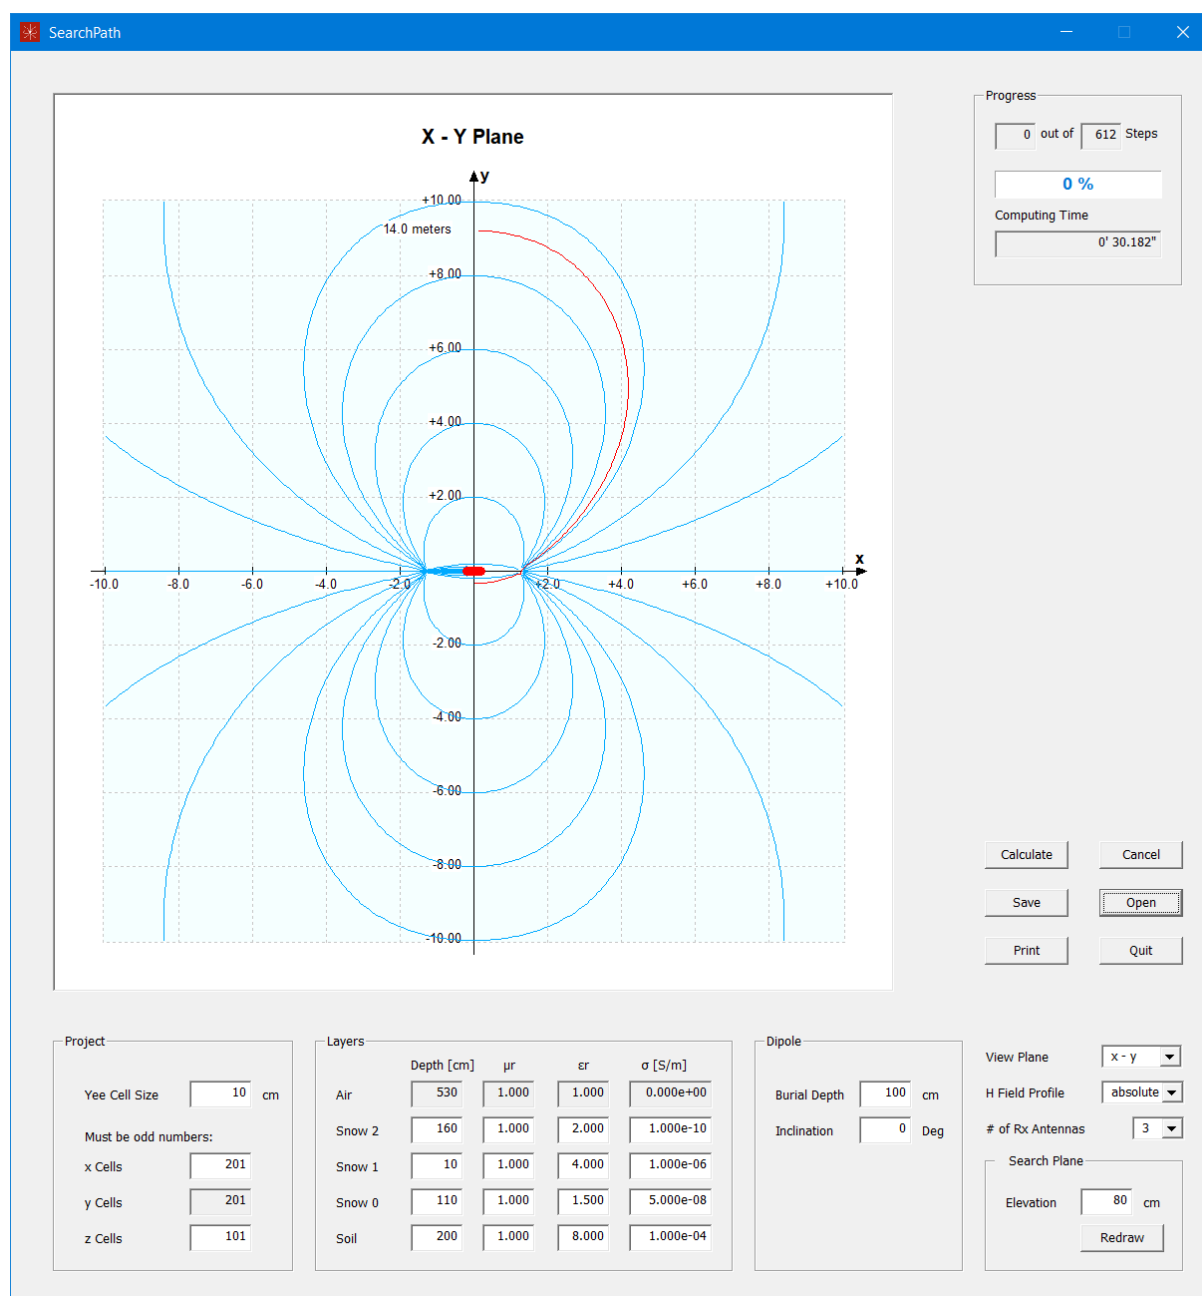 SearchPath
X - Y Plane
y
+10.00
14.0 meters
+8.00
+6.00
+4.00
+2.00
x
-10.0 -8.0 -6.0 -4.0 -2.0 +2.0 +4.0 +6.0 +8.0 +10.0
-2.00
-4.00
-6.00
-8.00
-10.00
Progress
0 out of 612 Steps
0 %
Computing Time
0' 30.182"
Calculate Cancel
Save Open
Print Quit
Project
Yee Cell Size 10 cm
Must be odd numbers:
x Cells 201
y Cells 201
z Cells 101
Layers
Depth [cm] μr εr σ [S/m]
Air 530 1.000 1.000 0.000e+00
Snow 2 160 1.000 2.000 1.000e-10
Snow 1 10 1.000 4.000 1.000e-06
Snow 0 110 1.000 1.500 5.000e-08
Soil 200 1.000 8.000 1.000e-04
Dipole
Burial Depth 100 cm
Inclination 0 Deg
View Plane x - y
H Field Profile absolute
# of Rx Antennas 3
Search Plane
Elevation 80 cm
Redraw